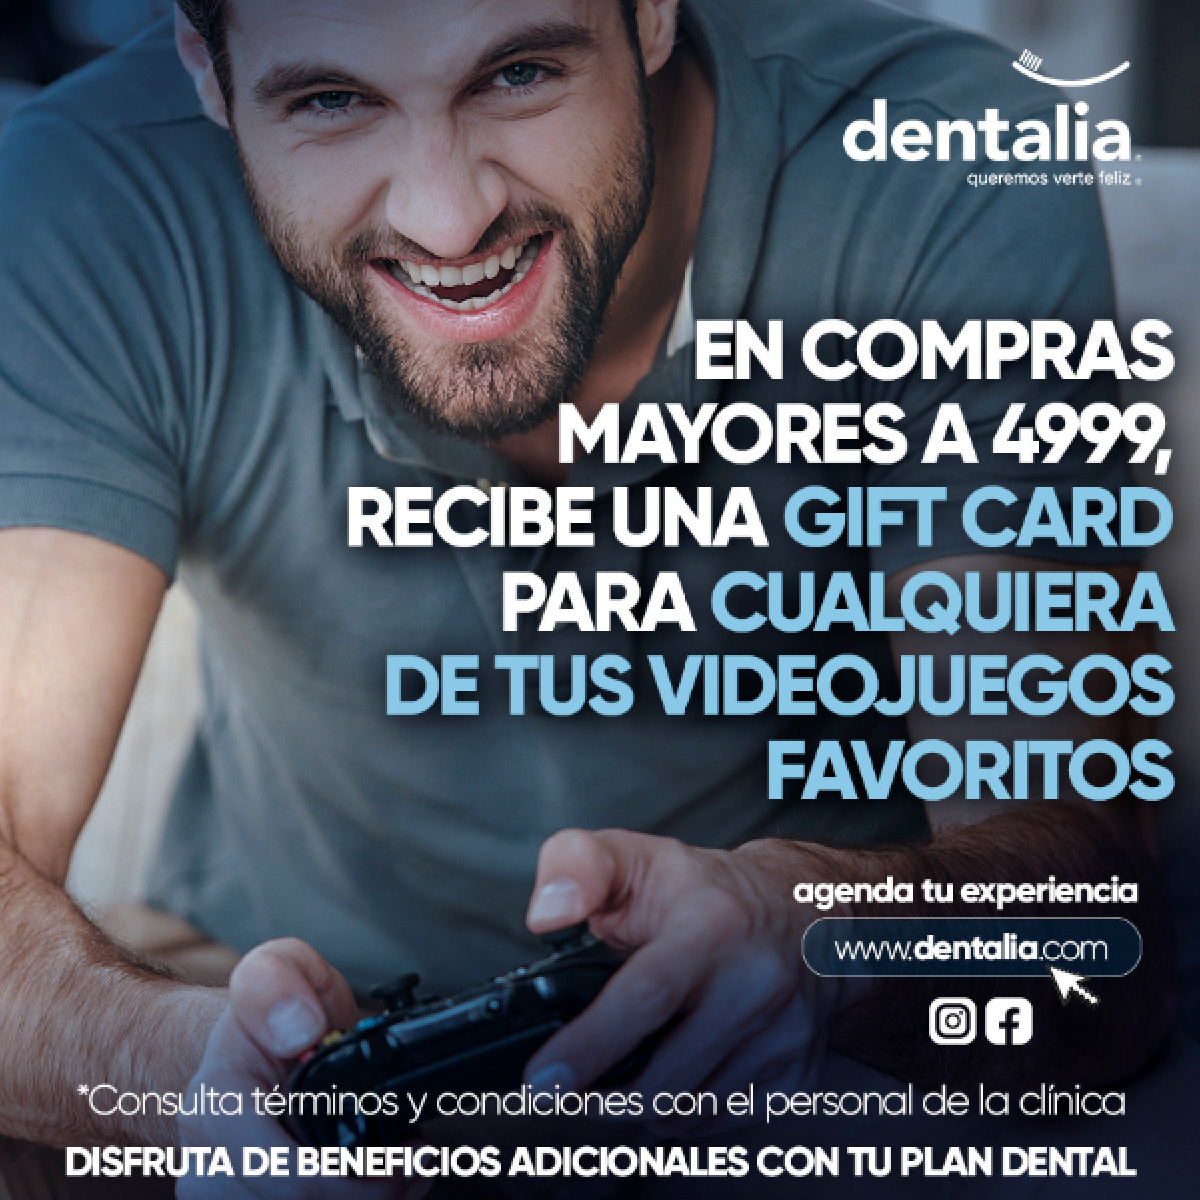 dentalia
queremos verte feliz
EN COMPRAS
MAYORES A 4999,
RECIBE UNA GIFT CARD
PARA CUALQUIERA
DE TUS VIDEOJUEGOS
FAVORITOS
agenda tu experiencia
www.dentalia.com
*Consulta términos y condiciones con el personal de la clínica
DISFRUTA DE BENEFICIOS ADICIONALES CON TU PLAN DENTAL